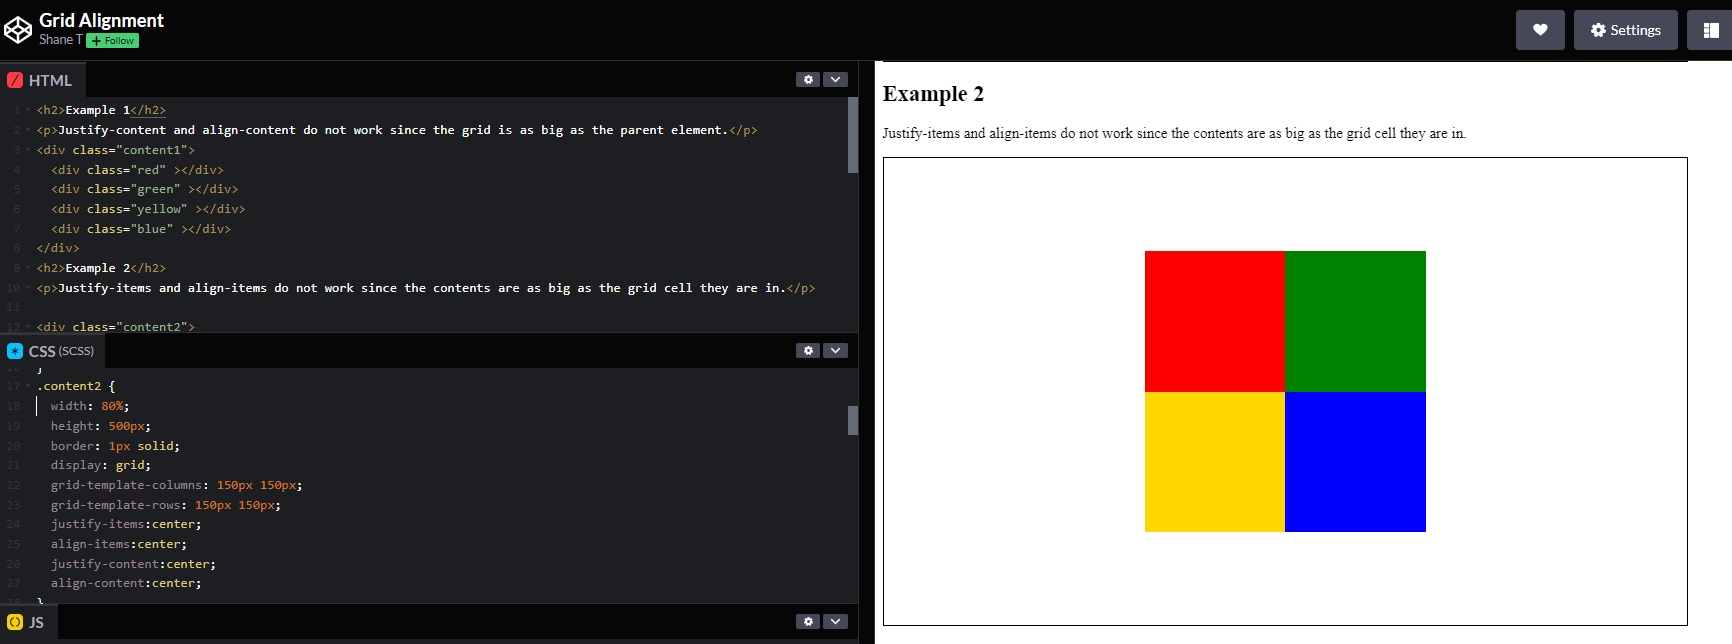 Grid Alignment
Shane T + Follow
Settings
HTML
1 <h2>Example 1</h2>
2 <p>Justify-content and align-content do not work since the grid is as big as the parent element.</p>
3 <div class="content1">
4 <div class="red" ></div>
5 <div class="green" ></div>
6 <div class="yellow" ></div>
7 <div class="blue" ></div>
8 </div>
9 <h2>Example 2</h2>
10 <p>Justify-items and align-items do not work since the contents are as big as the grid cell they are in.</p>
11
12 <div class="content2">
CSS (SCSS)
16 }
17 .content2 {
18 width: 80%;
19 height: 500px;
20 border: 1px solid;
21 display: grid;
22 grid-template-columns: 150px 150px;
23 grid-template-rows: 150px 150px;
24 justify-items:center;
25 align-items:center;
26 justify-content:center;
27 align-content:center;
28 }
JS
Example 2
Justify-items and align-items do not work since the contents are as big as the grid cell they are in.